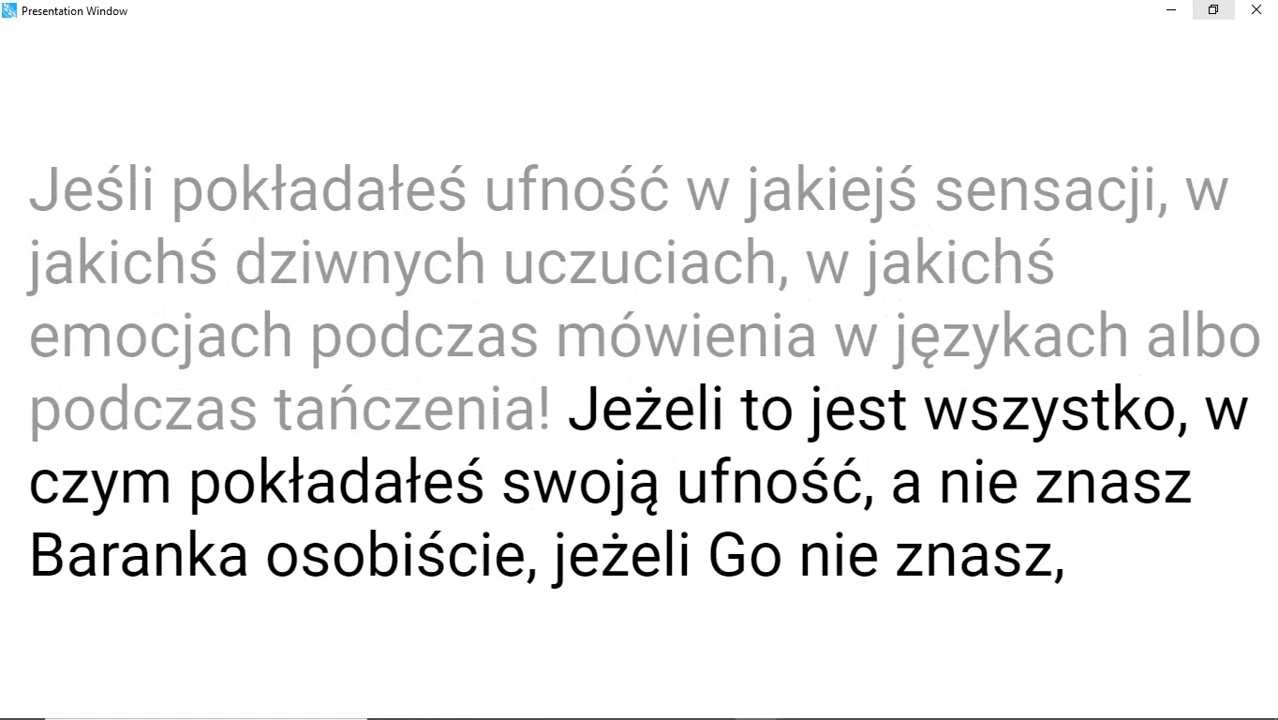 Presentation Window
Jeśli pokładałeś ufność w jakiejś sensacji, w
jakichś dziwnych uczuciach, w jakichś
emocjach podczas mówienia w językach albo
podczas tańczenia! Jeżeli to jest wszystko, w
czym pokładałeś swoją ufność, a nie znasz
Baranka osobiście, jeżeli Go nie znasz,